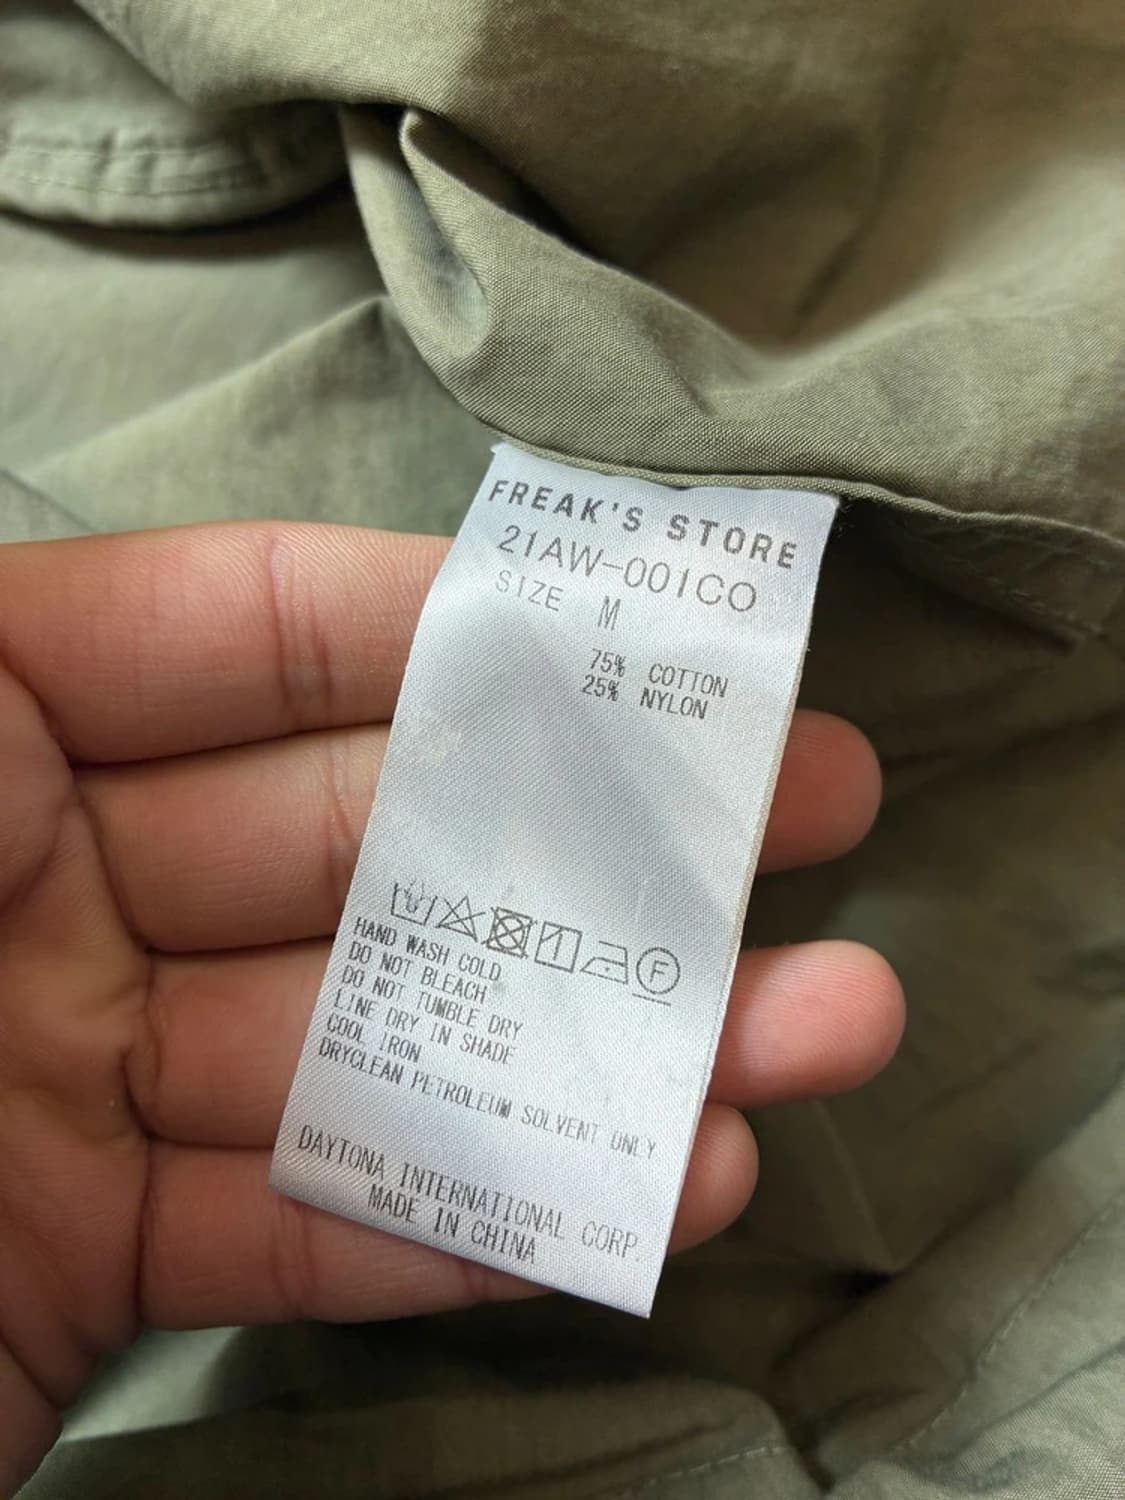 FREAK'S STORE
21AW-001CO
SIZE M
75% COTTON
25% NYLON
F
HAND WASH COLD
DO NOT BLEACH
DO NOT TUMBLE DRY
LINE DRY IN SHADE
COOL IRON
DRYCLEAN PETROLEUM SOLVENT ONLY
DAYTONA INTERNATIONAL CORP.
MADE IN CHINA